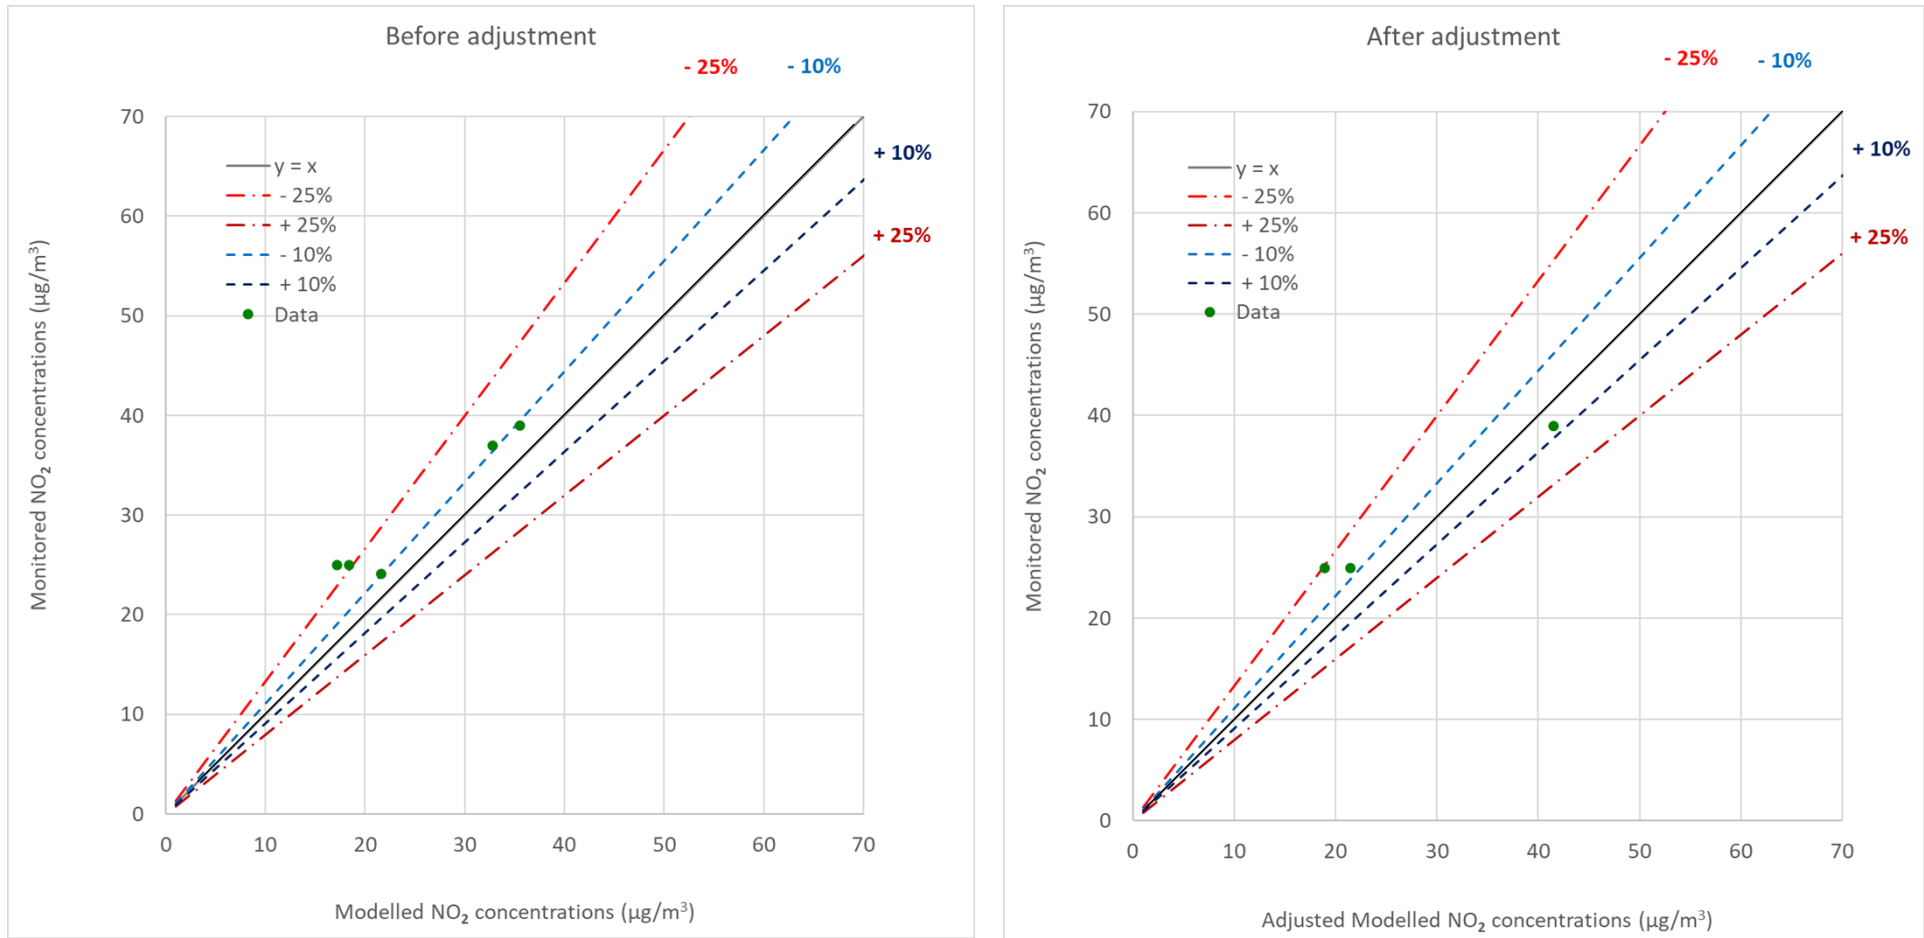 Before adjustment
- 25%
- 10%
70
60
50
40
30
20
10
0
+ 10%
+ 25%
y = x
- 25%
+ 25%
- 10%
+ 10%
Data
Monitored NO₂ concentrations (µg/m³)
0 10 20 30 40 50 60 70
Modelled NO₂ concentrations (µg/m³)
After adjustment
- 25%
- 10%
70
60
50
40
30
20
10
0
+ 10%
+ 25%
y = x
- 25%
+ 25%
- 10%
+ 10%
Data
Monitored NO₂ concentrations (µg/m³)
0 10 20 30 40 50 60 70
Adjusted Modelled NO₂ concentrations (µg/m³)